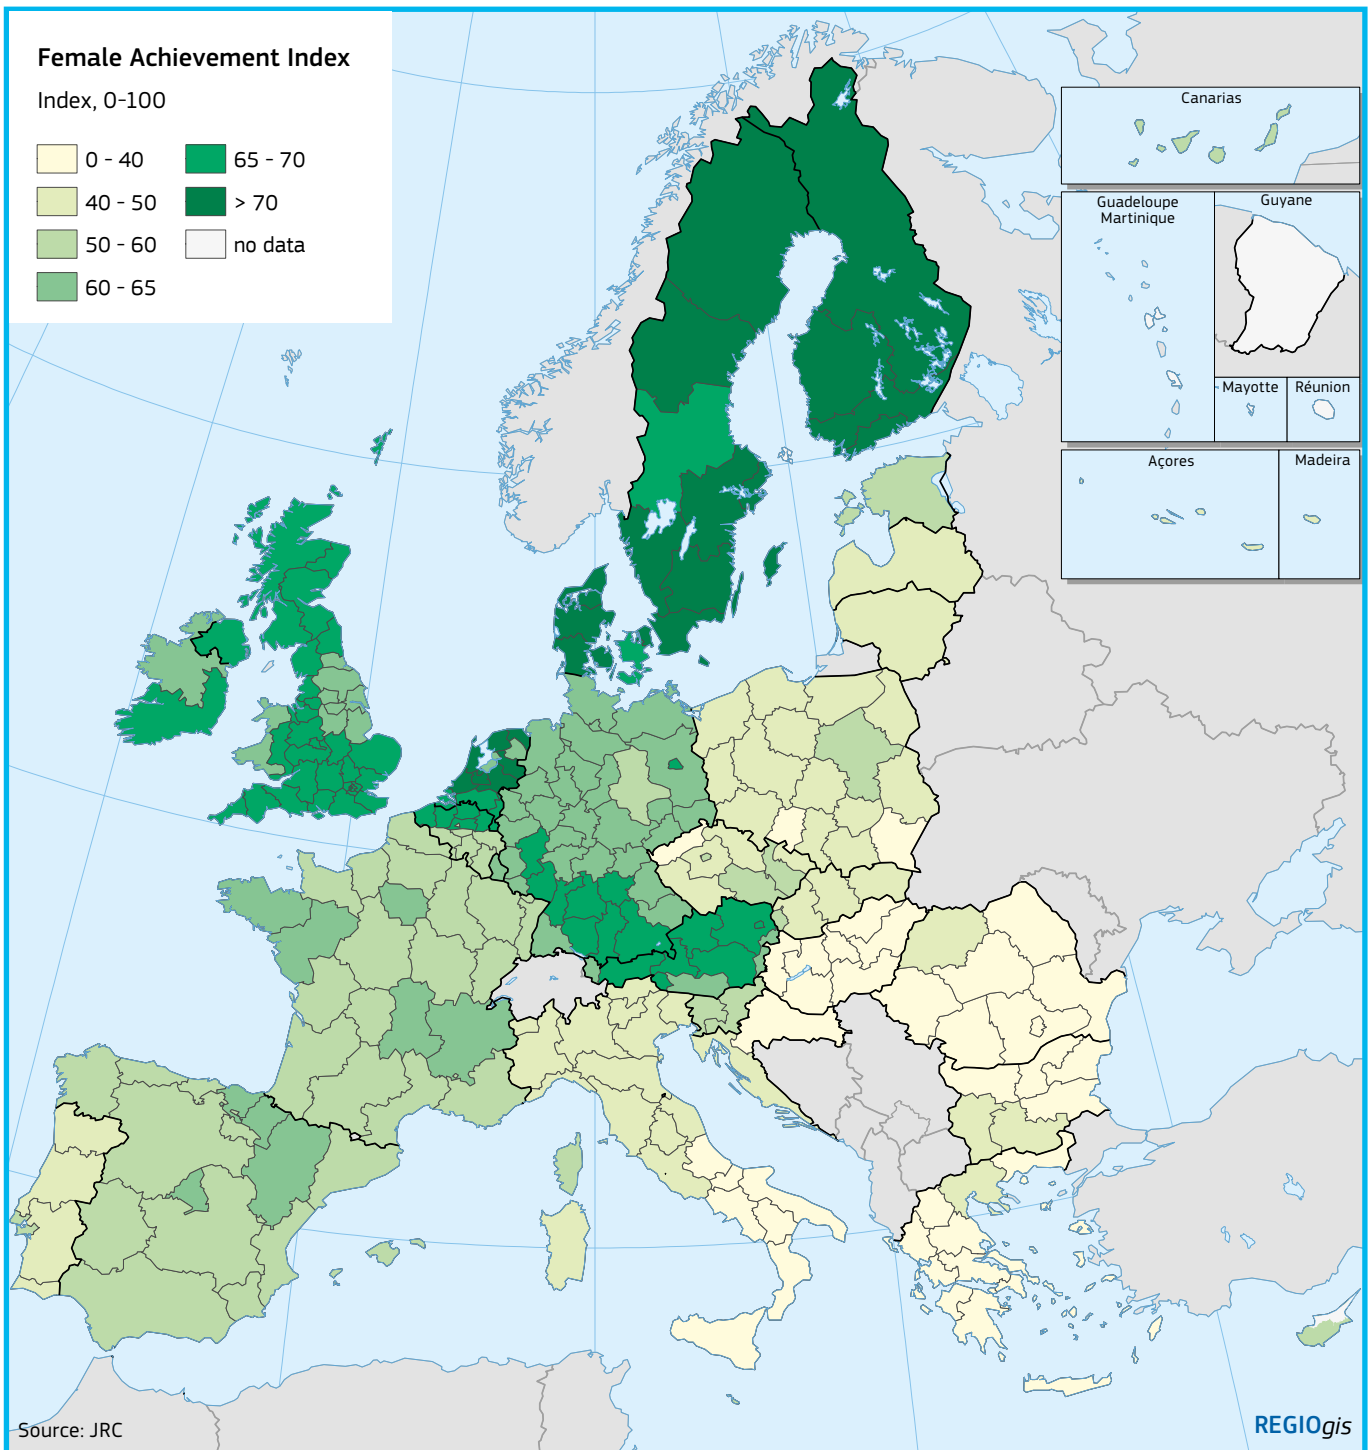 Female Achievement Index
Index, 0-100
0 - 40
40 - 50
50 - 60
60 - 65
65 - 70
> 70
no data
Canarias
Guadeloupe
Martinique
Guyane
Mayotte
Réunion
Açores
Madeira
Source: JRC
REGIOgis